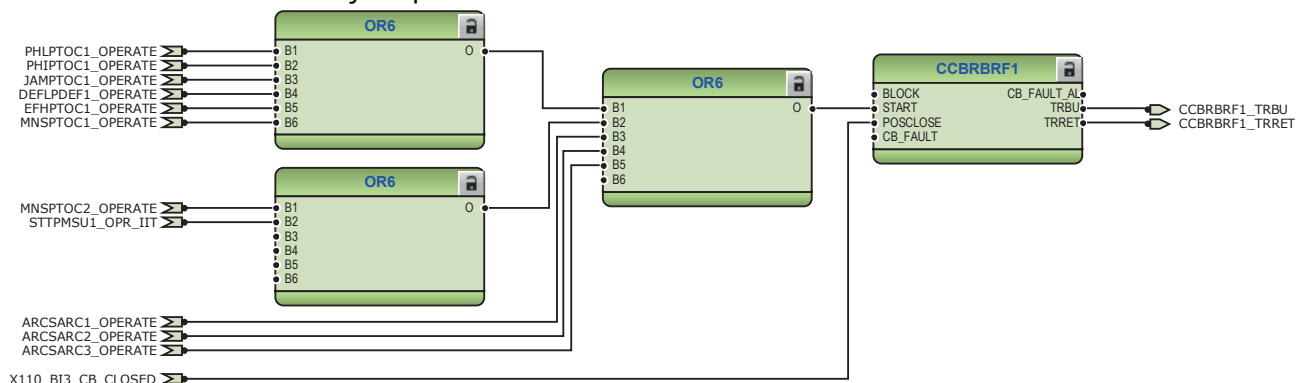 OR6
PHLPTOC1_OPERATE
PHIPTOC1_OPERATE
JAMPTOC1_OPERATE
DEFLPDEF1_OPERATE
EFHPTOC1_OPERATE
MNSPTOC1_OPERATE
B1
B2
B3
B4
B5
B6
O
OR6
MNSPTOC2_OPERATE
STTPMSU1_OPR_IIT
B1
B2
B3
B4
B5
B6
O
ARCSARC1_OPERATE
ARCSARC2_OPERATE
ARCSARC3_OPERATE
X110_BI3_CB_CLOSED
OR6
B1
B2
B3
B4
B5
B6
O
CCBRBRF1
BLOCK
START
POSCLOSE
CB_FAULT
CB_FAULT_AL
TRBU
TRRET
CCBRBRF1_TRBU
CCBRBRF1_TRRET